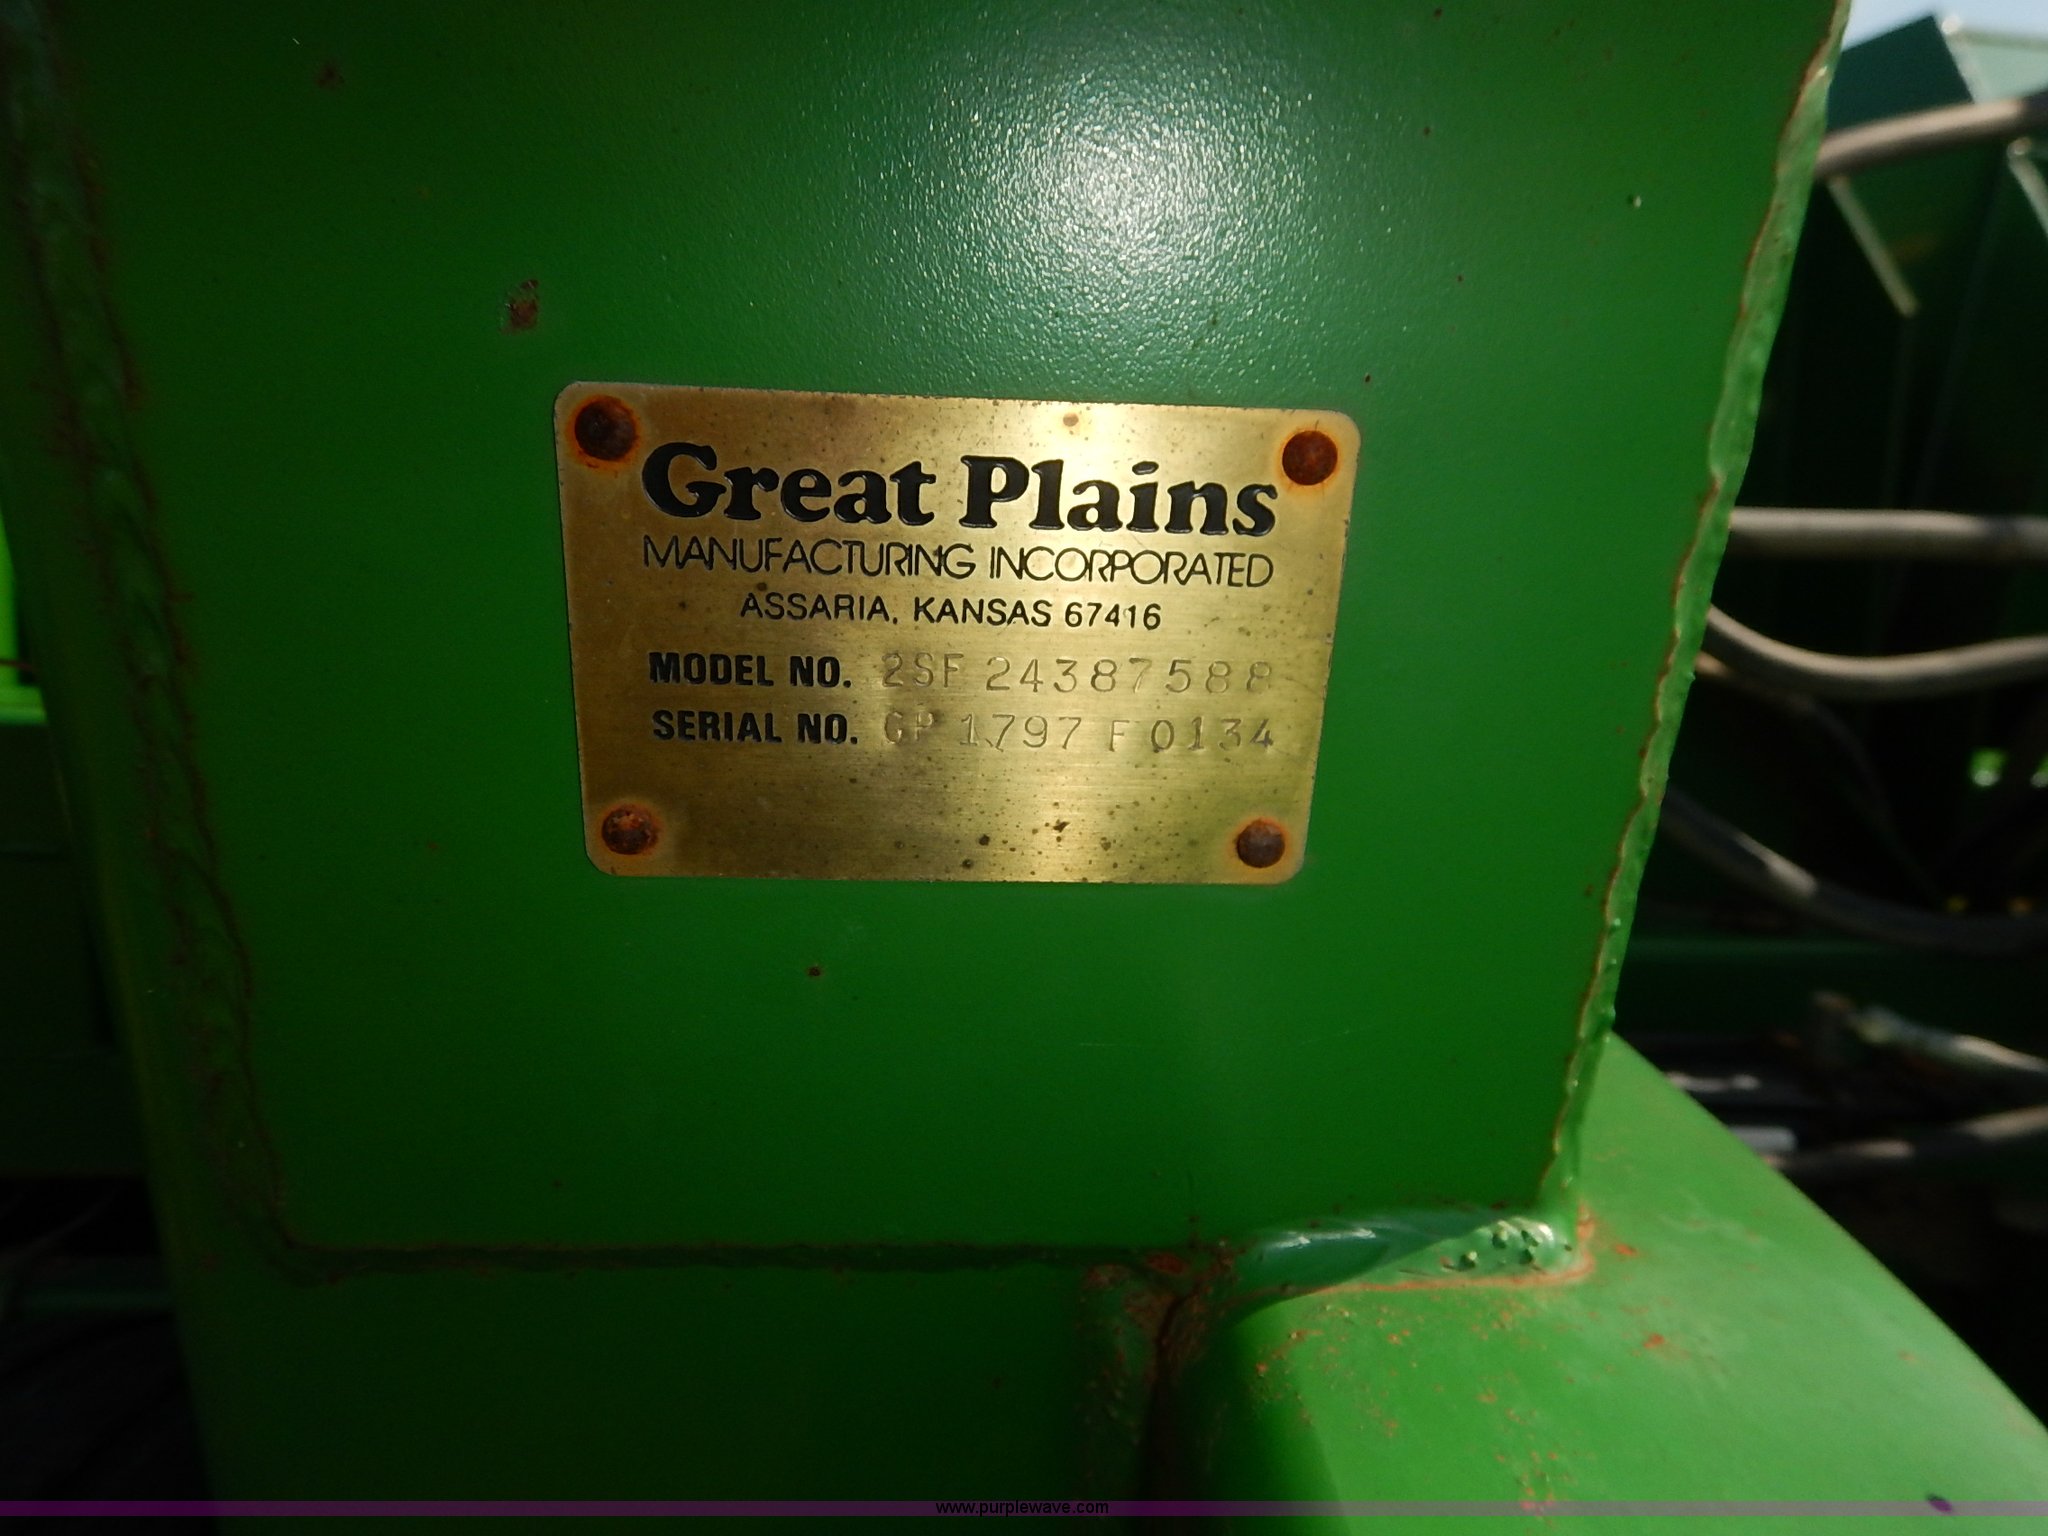 Great Plains
MANUFACTURING INCORPORATED
ASSARIA, KANSAS 67416
MODEL NO. 2SF 24387588
SERIAL NO. GP 1797 F 0134
www.purplewave.com